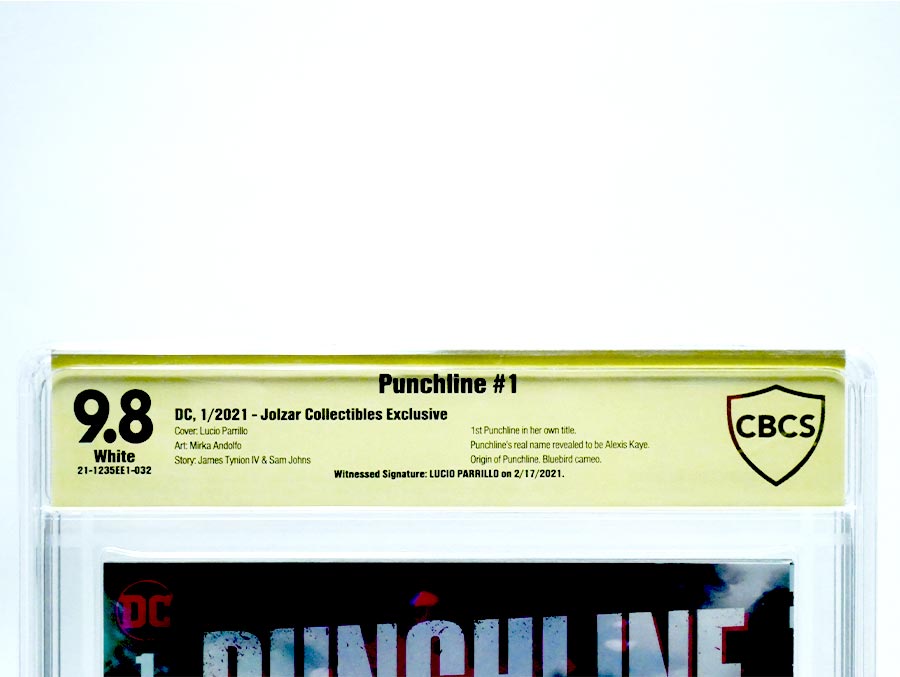 Punchline #1
9.8
White
21-1235EE1-032
DC, 1/2021 - Jolzar Collectibles Exclusive
Cover: Lucio Parrillo
Art: Mirka Andolfo
Story: James Tynion IV & Sam Johns
1st Punchline in her own title.
Punchline's real name revealed to be Alexis Kaye.
Origin of Punchline. Bluebird cameo.
Witnessed Signature: LUCIO PARRILLO on 2/17/2021.
CBCS
DC
1
PUNCHLINE